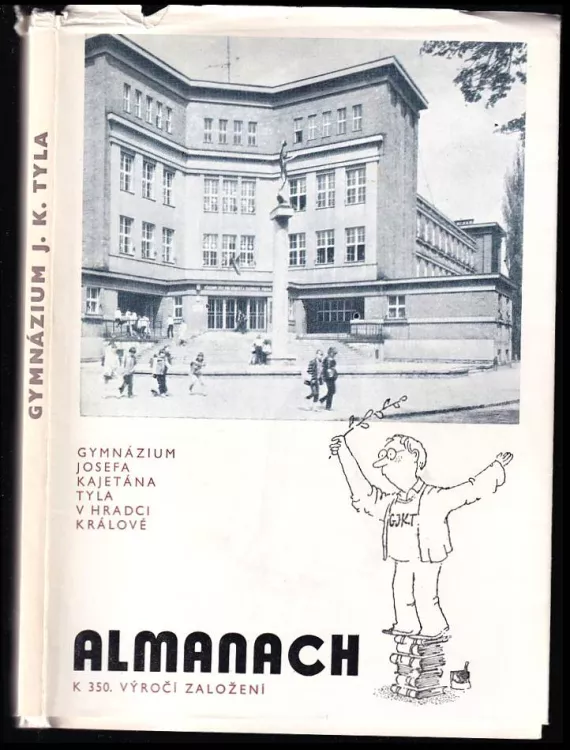 GYMNÁZIUM J. K. TYLA
GYMNÁZIUM
JOSEFA
KAJETÁNA
TYLA
V HRADCI
KRÁLOVÉ
GJKT
ALMANACH
K 350. VÝROČÍ ZALOŽENÍ